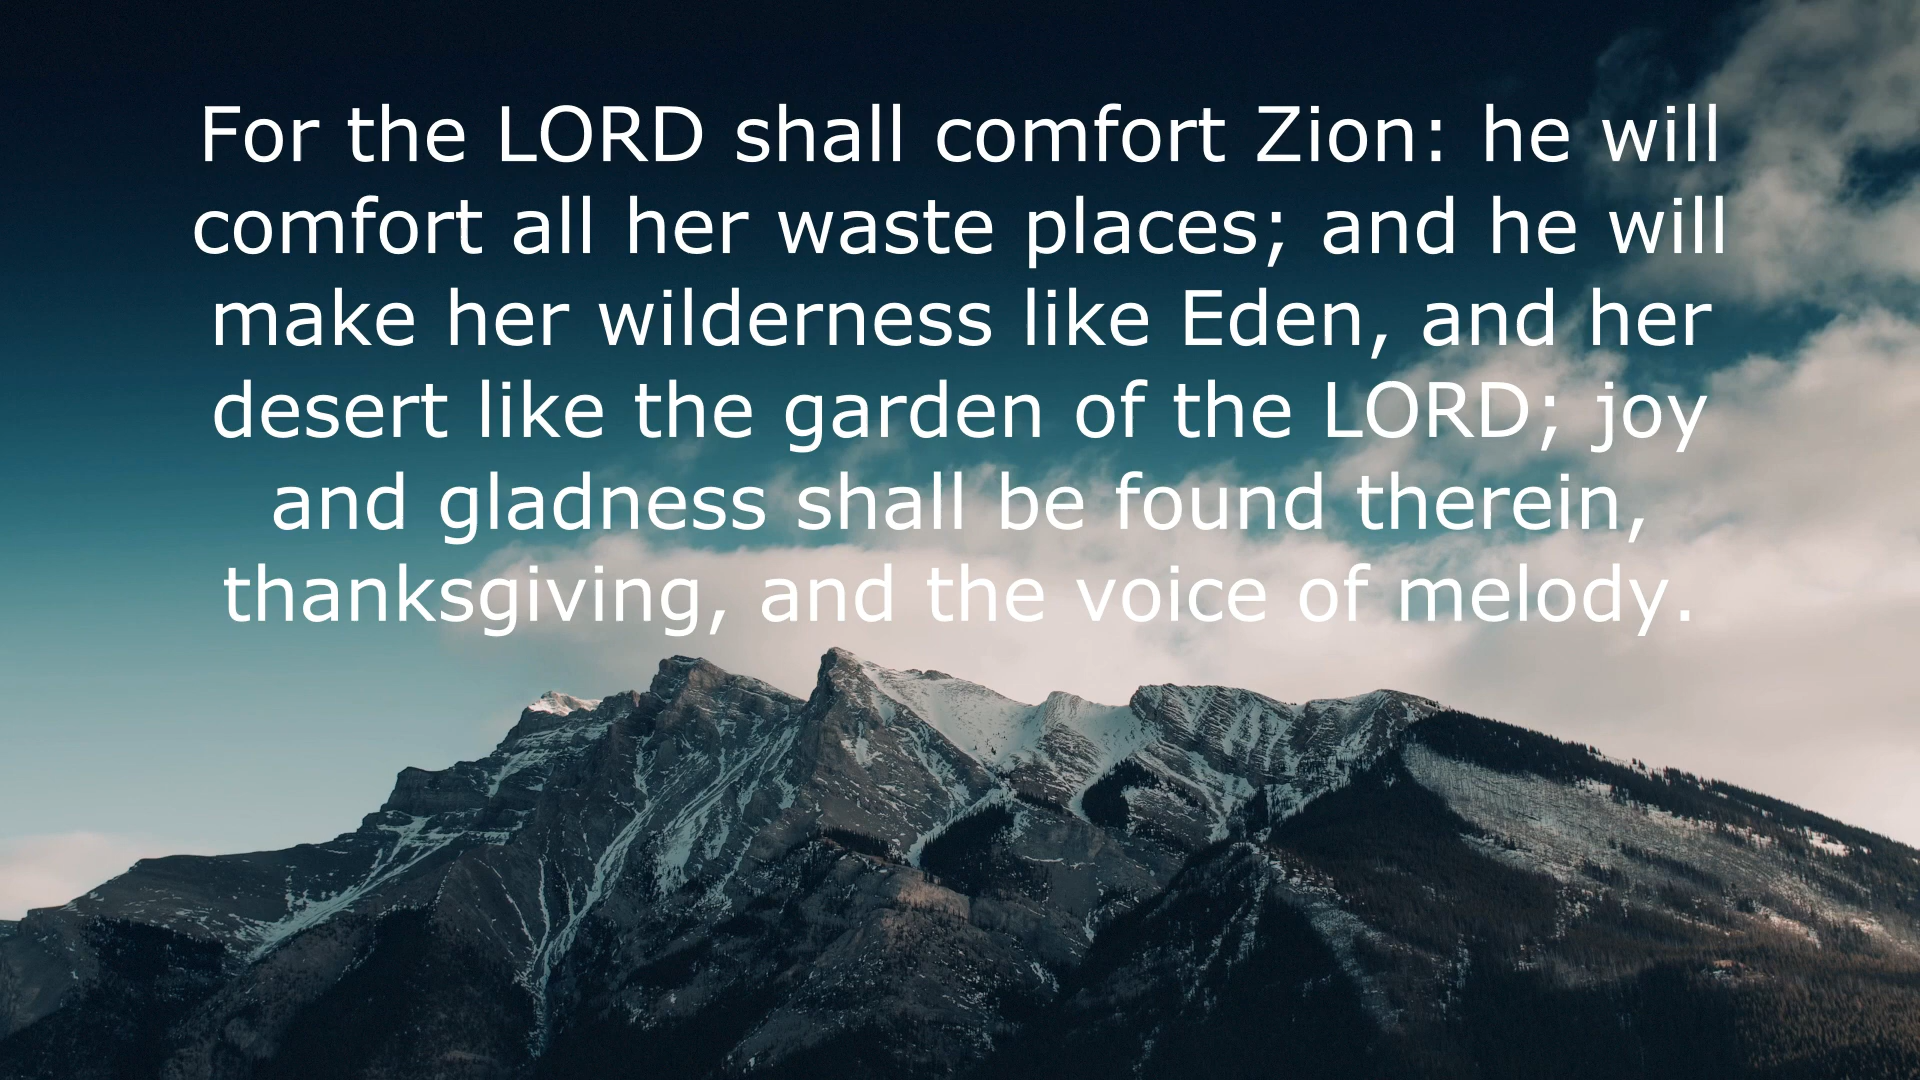 For the LORD shall comfort Zion: he will
comfort all her waste places; and he will
make her wilderness like Eden, and her
desert like the garden of the LORD; joy
and gladness shall be found therein,
thanksgiving, and the voice of melody.